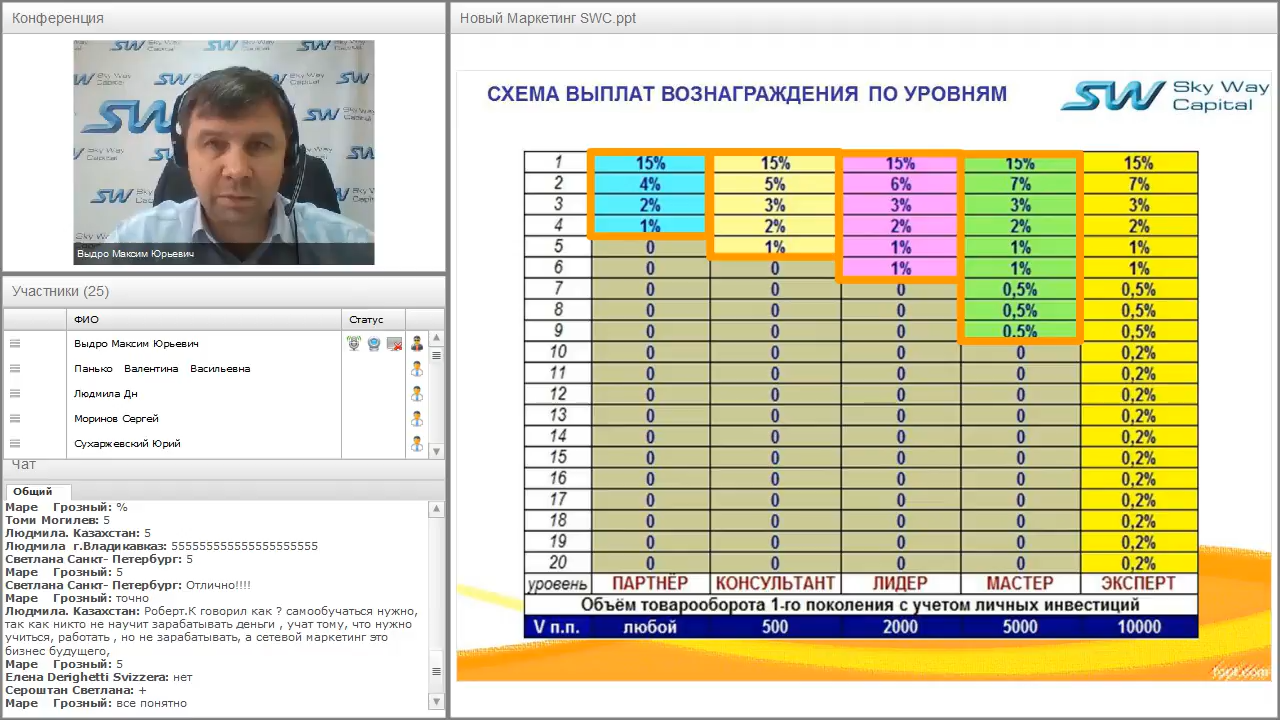 Конференция
Новый Маркетинг SWC.ppt
SW
Sky Way
Capital
Выдро Максим Юрьевич
Участники (25)
ФИО Статус
Выдро Максим Юрьевич
Панько Валентина Васильевна
Людмила Дн
Моринов Сергей
Сухаржевский Юрий
Чат
Общий
Маре Грозный: %
Томи Могилев: 5
Людмила. Казахстан: 5
Людмила г.Владикавказ: 555555555555555555555
Светлана Санкт- Петербург: 5
Маре Грозный: 5
Светлана Санкт- Петербург: Отлично!!!!
Маре Грозный: точно
Людмила. Казахстан: Роберт.К говорил как ? самообучаться нужно,
так как никто не научит зарабатывать деньги , учат тому, что нужно
учиться, работать , но не зарабатывать, а сетевой маркетинг это
бизнес будущего,
Маре Грозный: 5
Елена Derighetti Svizzera: нет
Сероштан Светлана: +
Маре Грозный: все понятно
СХЕМА ВЫПЛАТ ВОЗНАГРАЖДЕНИЯ ПО УРОВНЯМ
SW Sky Way
Capital
1 15% 15% 15% 15% 15%
2 4% 5% 6% 7% 7%
3 2% 3% 3% 3% 3%
4 1% 2% 2% 2% 2%
5 0 1% 1% 1% 1%
6 0 0 1% 1% 1%
7 0 0 0 0,5% 0,5%
8 0 0 0 0,5% 0,5%
9 0 0 0 0,5% 0,5%
10 0 0 0 0 0,2%
11 0 0 0 0 0,2%
12 0 0 0 0 0,2%
13 0 0 0 0 0,2%
14 0 0 0 0 0,2%
15 0 0 0 0 0,2%
16 0 0 0 0 0,2%
17 0 0 0 0 0,2%
18 0 0 0 0 0,2%
19 0 0 0 0 0,2%
20 0 0 0 0 0,2%
уровень ПАРТНЁР КОНСУЛЬТАНТ ЛИДЕР МАСТЕР ЭКСПЕРТ
Объём товарооборота 1-го поколения с учетом личных инвестиций
V п.п. любой 500 2000 5000 10000